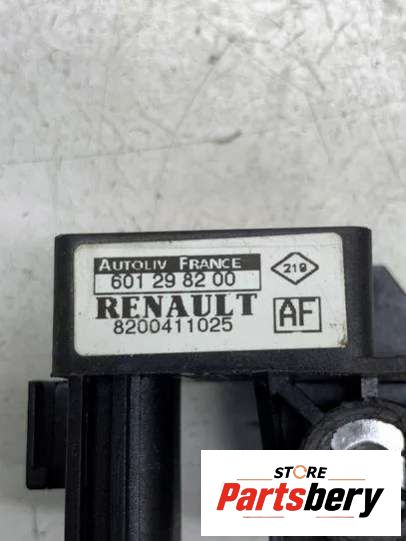 AUTOLIV FRANCE
601 29 82 00
219
RENAULT
8200411025
AF
STORE
Partsbery